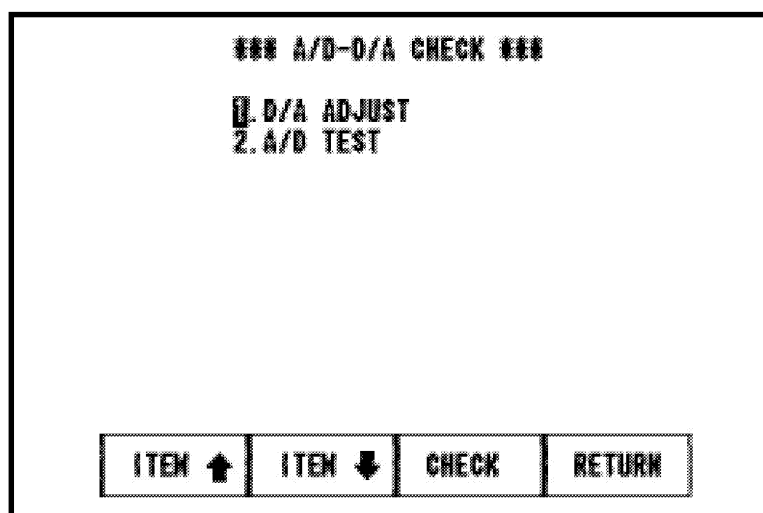 *** A/D-D/A CHECK ***
1.D/A ADJUST
2.A/D TEST
ITEM ↑ ITEM ↓ CHECK RETURN